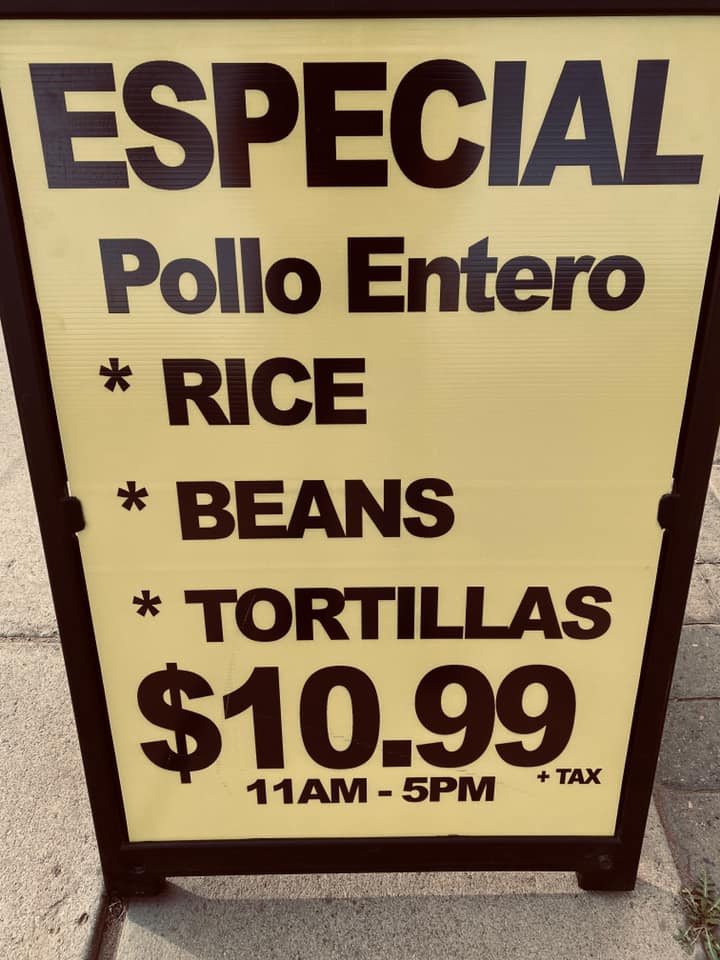 ESPECIAL
Pollo Entero
* RICE
* BEANS
* TORTILLAS
$10.99
+ TAX
11AM - 5PM